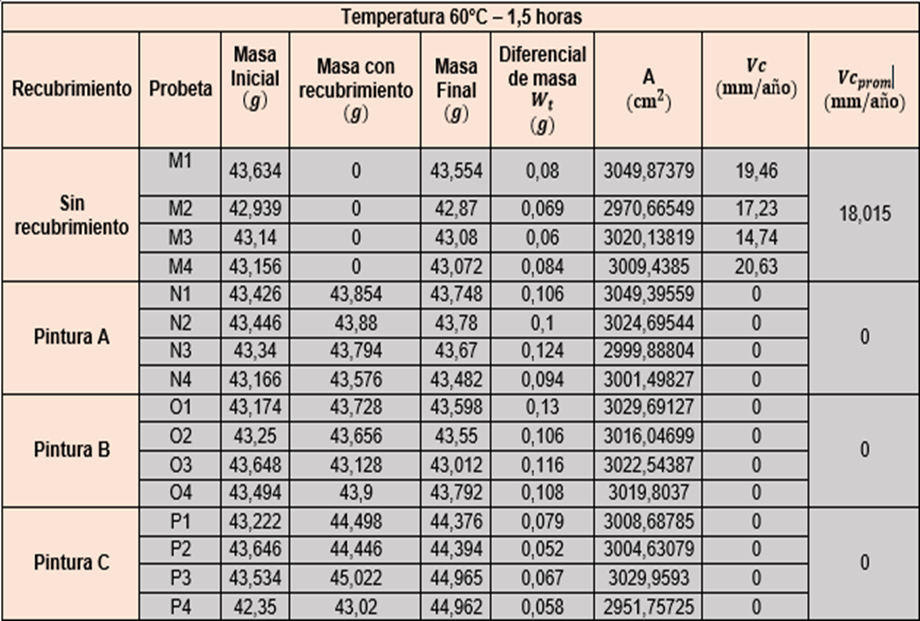 Temperatura 60°C – 1,5 horas
Recubrimiento Probeta Masa Inicial (g) Masa con recubrimiento (g) Masa Final (g) Diferencial de masa Wt (g) A (cm²) Vc (mm/año) Vcprom (mm/año)
Sin recubrimiento
M1 43,634 0 43,554 0,08 3049,87379 19,46
M2 42,939 0 42,87 0,069 2970,66549 17,23
M3 43,14 0 43,08 0,06 3020,13819 14,74
M4 43,156 0 43,072 0,084 3009,4385 20,63
18,015
Pintura A
N1 43,426 43,854 43,748 0,106 3049,39559 0
N2 43,446 43,88 43,78 0,1 3024,69544 0
N3 43,34 43,794 43,67 0,124 2999,88804 0
N4 43,166 43,576 43,482 0,094 3001,49827 0
0
Pintura B
O1 43,174 43,728 43,598 0,13 3029,69127 0
O2 43,25 43,656 43,55 0,106 3016,04699 0
O3 43,648 43,128 43,012 0,116 3022,54387 0
O4 43,494 43,9 43,792 0,108 3019,8037 0
0
Pintura C
P1 43,222 44,498 44,376 0,079 3008,68785 0
P2 43,646 44,446 44,394 0,052 3004,63079 0
P3 43,534 45,022 44,965 0,067 3029,9593 0
P4 42,35 43,02 44,962 0,058 2951,75725 0
0